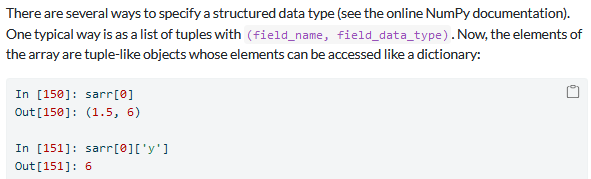 There are several ways to specify a structured data type (see the online NumPy documentation).
One typical way is as a list of tuples with (field_name, field_data_type). Now, the elements of
the array are tuple-like objects whose elements can be accessed like a dictionary:
In [150]: sarr[0]
Out[150]: (1.5, 6)
In [151]: sarr[0]['y']
Out[151]: 6